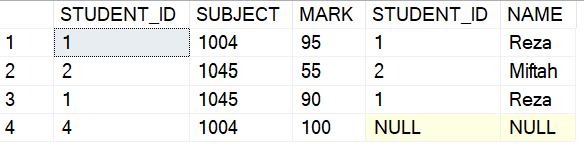 STUDENT_ID SUBJECT MARK STUDENT_ID NAME
1 1 1004 95 1 Reza
2 2 1045 55 2 Miftah
3 1 1045 90 1 Reza
4 4 1004 100 NULL NULL